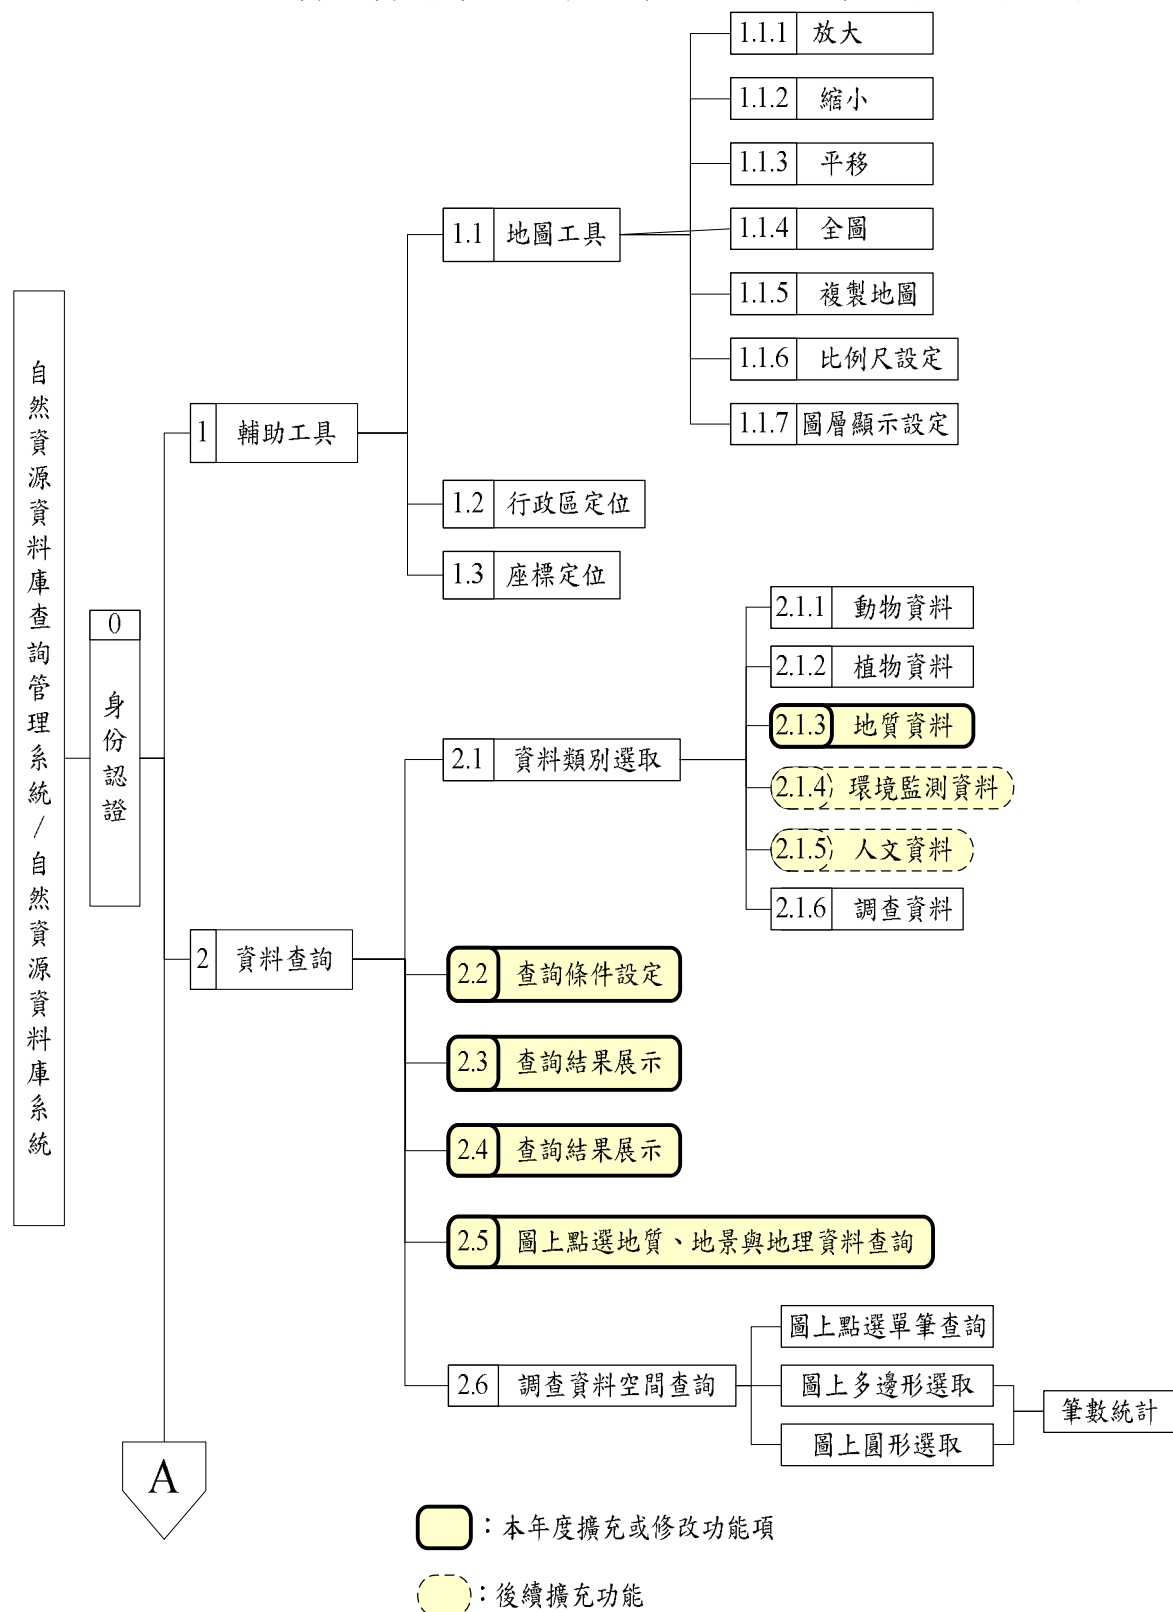 自然資源資料庫查詢管理系統/自然資源資料庫系統
0
身份認證
1 輔助工具
1.1 地圖工具
1.1.1 放大
1.1.2 縮小
1.1.3 平移
1.1.4 全圖
1.1.5 複製地圖
1.1.6 比例尺設定
1.1.7 圖層顯示設定
1.2 行政區定位
1.3 座標定位
2 資料查詢
2.1 資料類別選取
2.1.1 動物資料
2.1.2 植物資料
2.1.3 地質資料
2.1.4 環境監測資料
2.1.5 人文資料
2.1.6 調查資料
2.2 查詢條件設定
2.3 查詢結果展示
2.4 查詢結果展示
2.5 圖上點選地質、地景與地理資料查詢
2.6 調查資料空間查詢
圖上點選單筆查詢
圖上多邊形選取
圖上圓形選取
筆數統計
A
：本年度擴充或修改功能項
：後續擴充功能